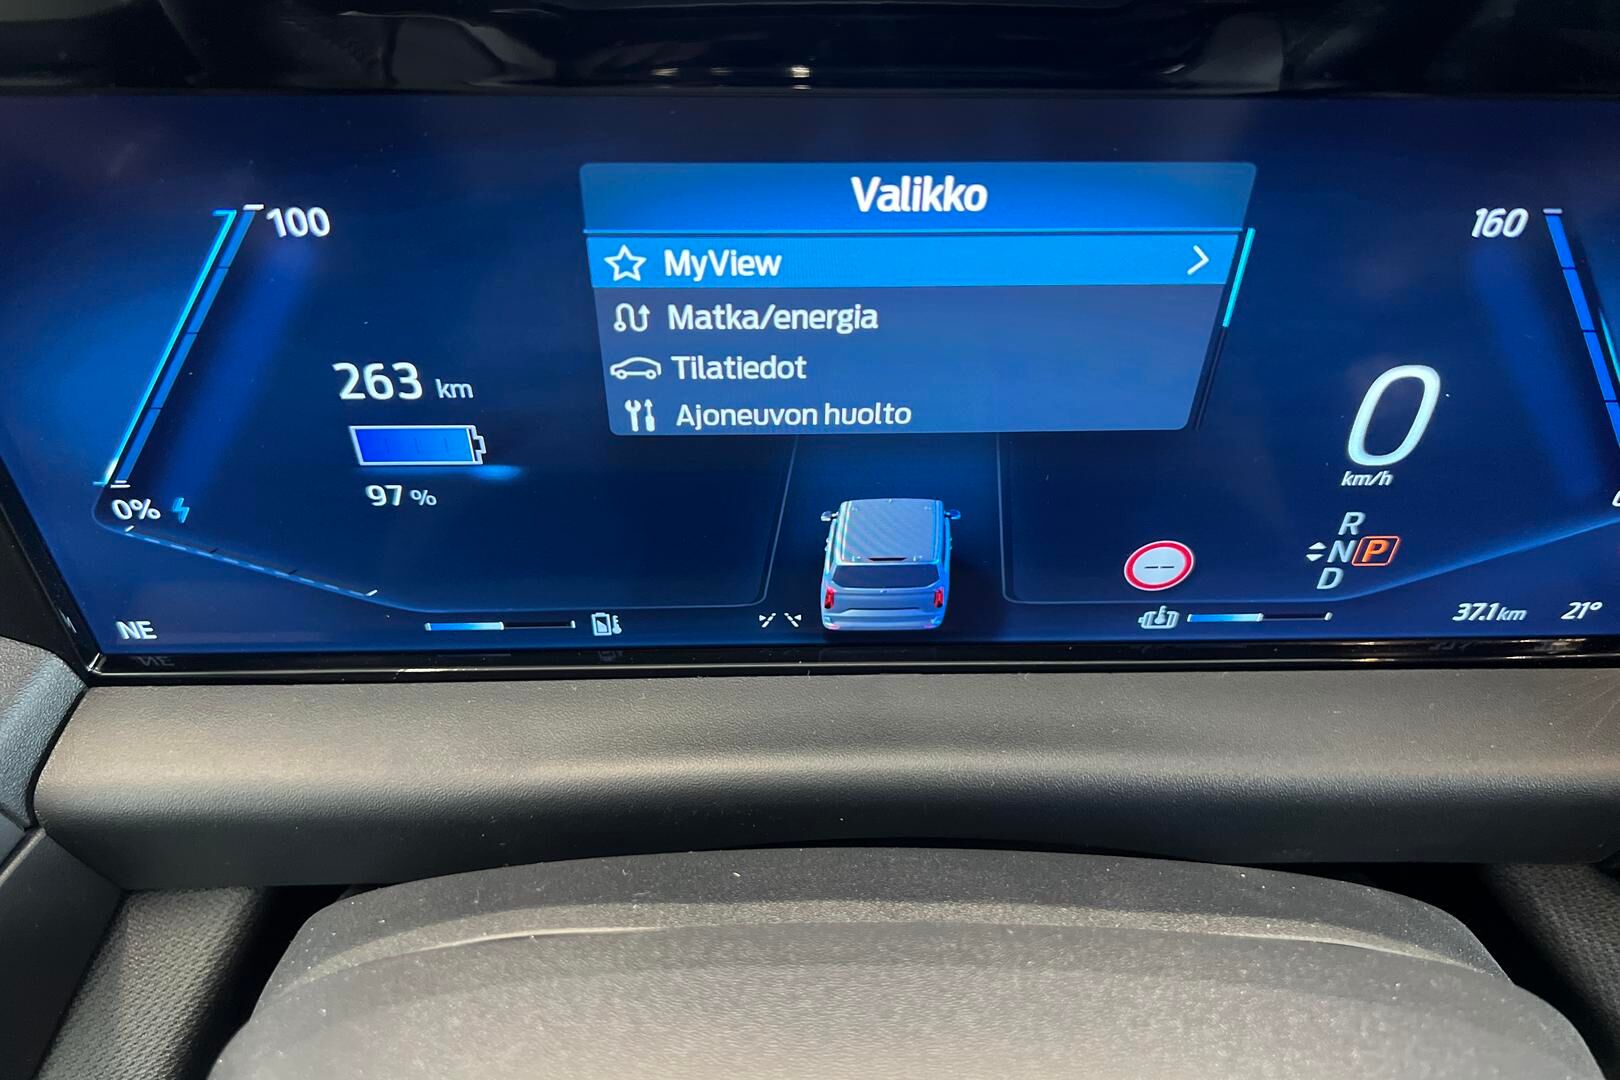 Valikko
MyView
Matka/energia
Tilatiedot
Ajoneuvon huolto
100
0%
263 km
97 %
NE
160
0
km/h
R
N P
D
--
37.1 km
21°